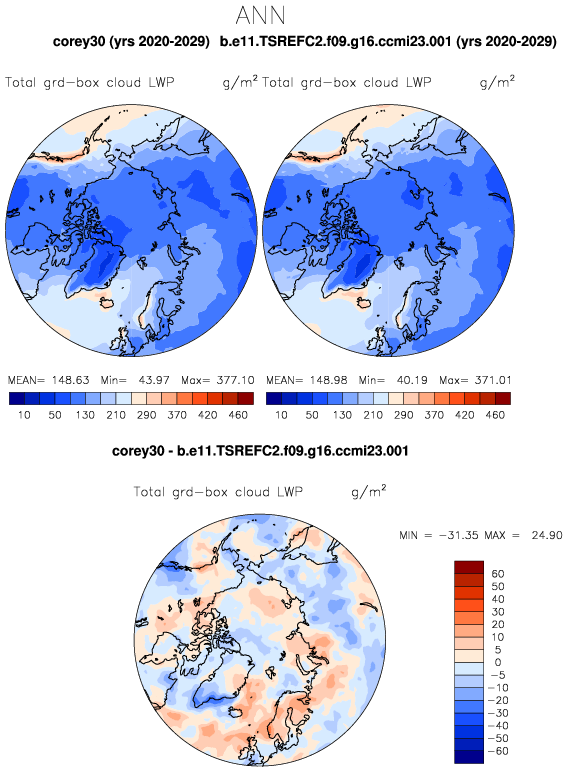 ANN
corey30 (yrs 2020-2029) b.e11.TSREFC2.f09.g16.ccmi23.001 (yrs 2020-2029)
Total grd-box cloud LWP g/m² Total grd-box cloud LWP g/m²
MEAN= 148.63 Min= 43.97 Max= 377.10 MEAN= 148.98 Min= 40.19 Max= 371.01
10 50 130 210 290 370 420 460 10 50 130 210 290 370 420 460
corey30 - b.e11.TSREFC2.f09.g16.ccmi23.001
Total grd-box cloud LWP g/m²
MIN = -31.35 MAX = 24.90
60
50
40
30
20
10
5
0
-5
-10
-20
-30
-40
-50
-60